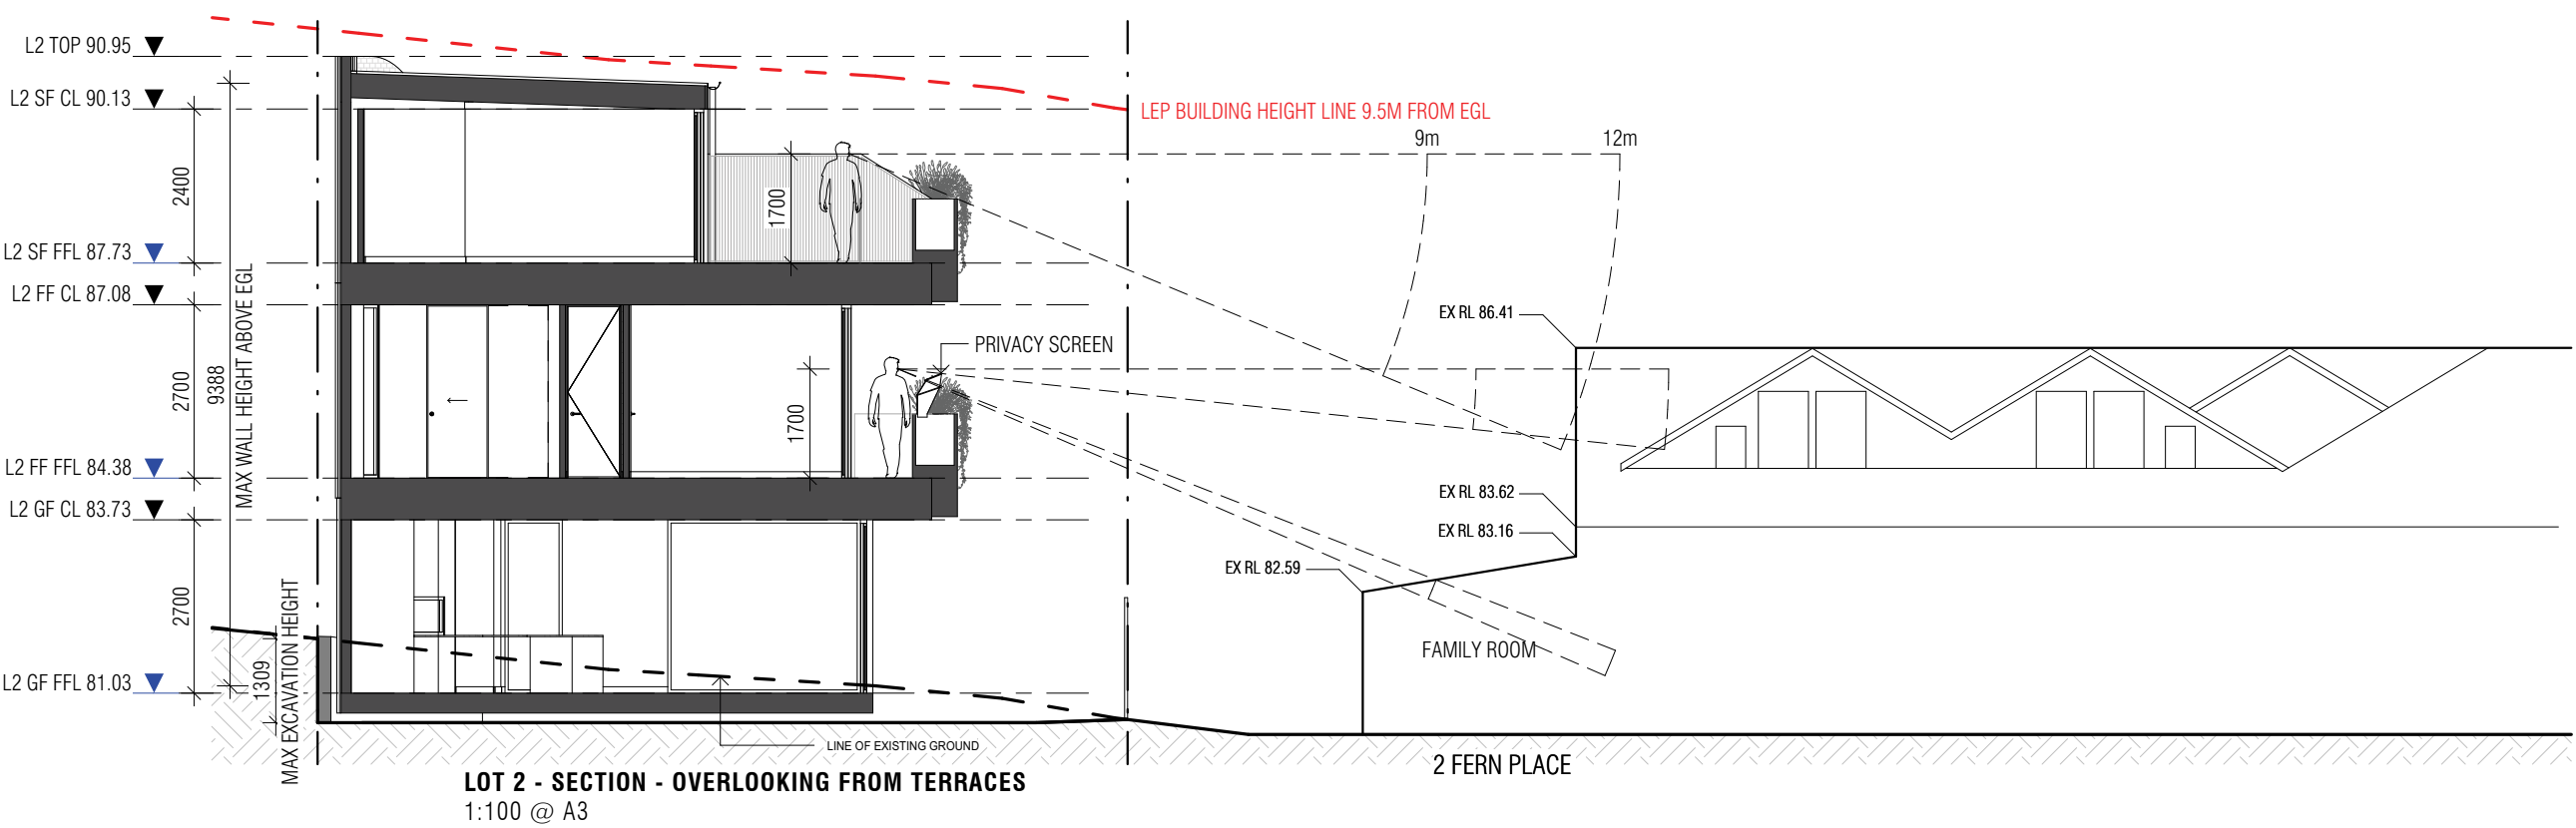 L2 TOP 90.95
L2 SF CL 90.13
LEP BUILDING HEIGHT LINE 9.5M FROM EGL
9m
12m
2400
1700
L2 SF FFL 87.73
L2 FF CL 87.08
EX RL 86.41
PRIVACY SCREEN
2700
9388
MAX WALL HEIGHT ABOVE EGL
1700
L2 FF FFL 84.38
L2 GF CL 83.73
EX RL 83.62
EX RL 83.16
EX RL 82.59
2700
1309
MAX EXCAVATION HEIGHT
FAMILY ROOM
L2 GF FFL 81.03
LINE OF EXISTING GROUND
2 FERN PLACE
LOT 2 - SECTION - OVERLOOKING FROM TERRACES
1:100 @ A3